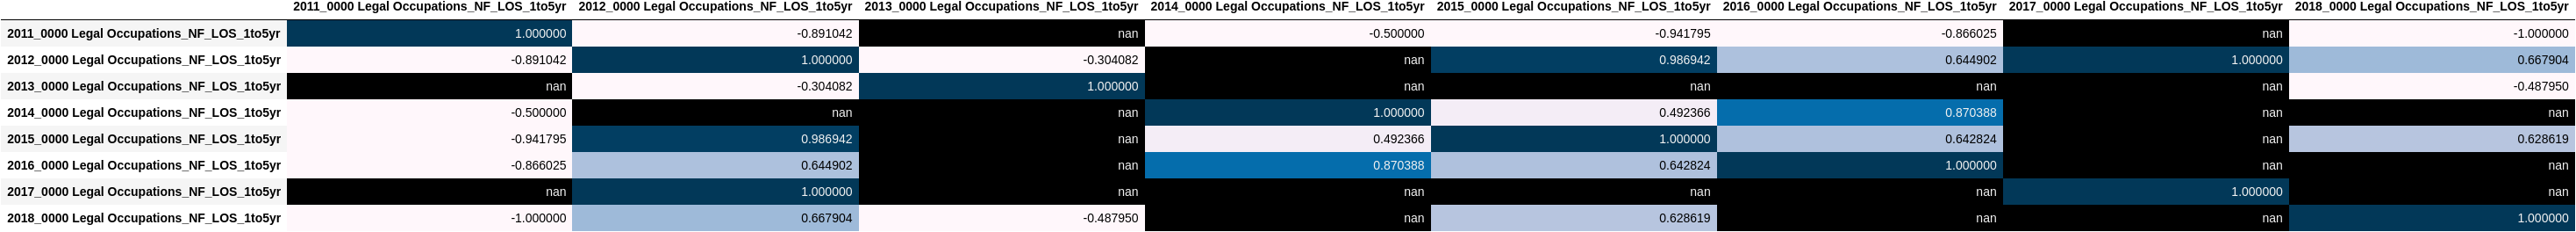 2011_0000 Legal Occupations_NF_LOS_1to5yr 2012_0000 Legal Occupations_NF_LOS_1to5yr 2013_0000 Legal Occupations_NF_LOS_1to5yr 2014_0000 Legal Occupations_NF_LOS_1to5yr 2015_0000 Legal Occupations_NF_LOS_1to5yr 2016_0000 Legal Occupations_NF_LOS_1to5yr 2017_0000 Legal Occupations_NF_LOS_1to5yr 2018_0000 Legal Occupations_NF_LOS_1to5yr
2011_0000 Legal Occupations_NF_LOS_1to5yr 1.000000 -0.891042 nan -0.500000 -0.941795 -0.866025 nan -1.000000
2012_0000 Legal Occupations_NF_LOS_1to5yr -0.891042 1.000000 -0.304082 nan 0.986942 0.644902 1.000000 0.667904
2013_0000 Legal Occupations_NF_LOS_1to5yr nan -0.304082 1.000000 nan nan nan nan -0.487950
2014_0000 Legal Occupations_NF_LOS_1to5yr -0.500000 nan nan 1.000000 0.492366 0.870388 nan nan
2015_0000 Legal Occupations_NF_LOS_1to5yr -0.941795 0.986942 nan 0.492366 1.000000 0.642824 nan 0.628619
2016_0000 Legal Occupations_NF_LOS_1to5yr -0.866025 0.644902 nan 0.870388 0.642824 1.000000 nan nan
2017_0000 Legal Occupations_NF_LOS_1to5yr nan 1.000000 nan nan nan nan 1.000000 nan
2018_0000 Legal Occupations_NF_LOS_1to5yr -1.000000 0.667904 -0.487950 nan 0.628619 nan nan 1.000000